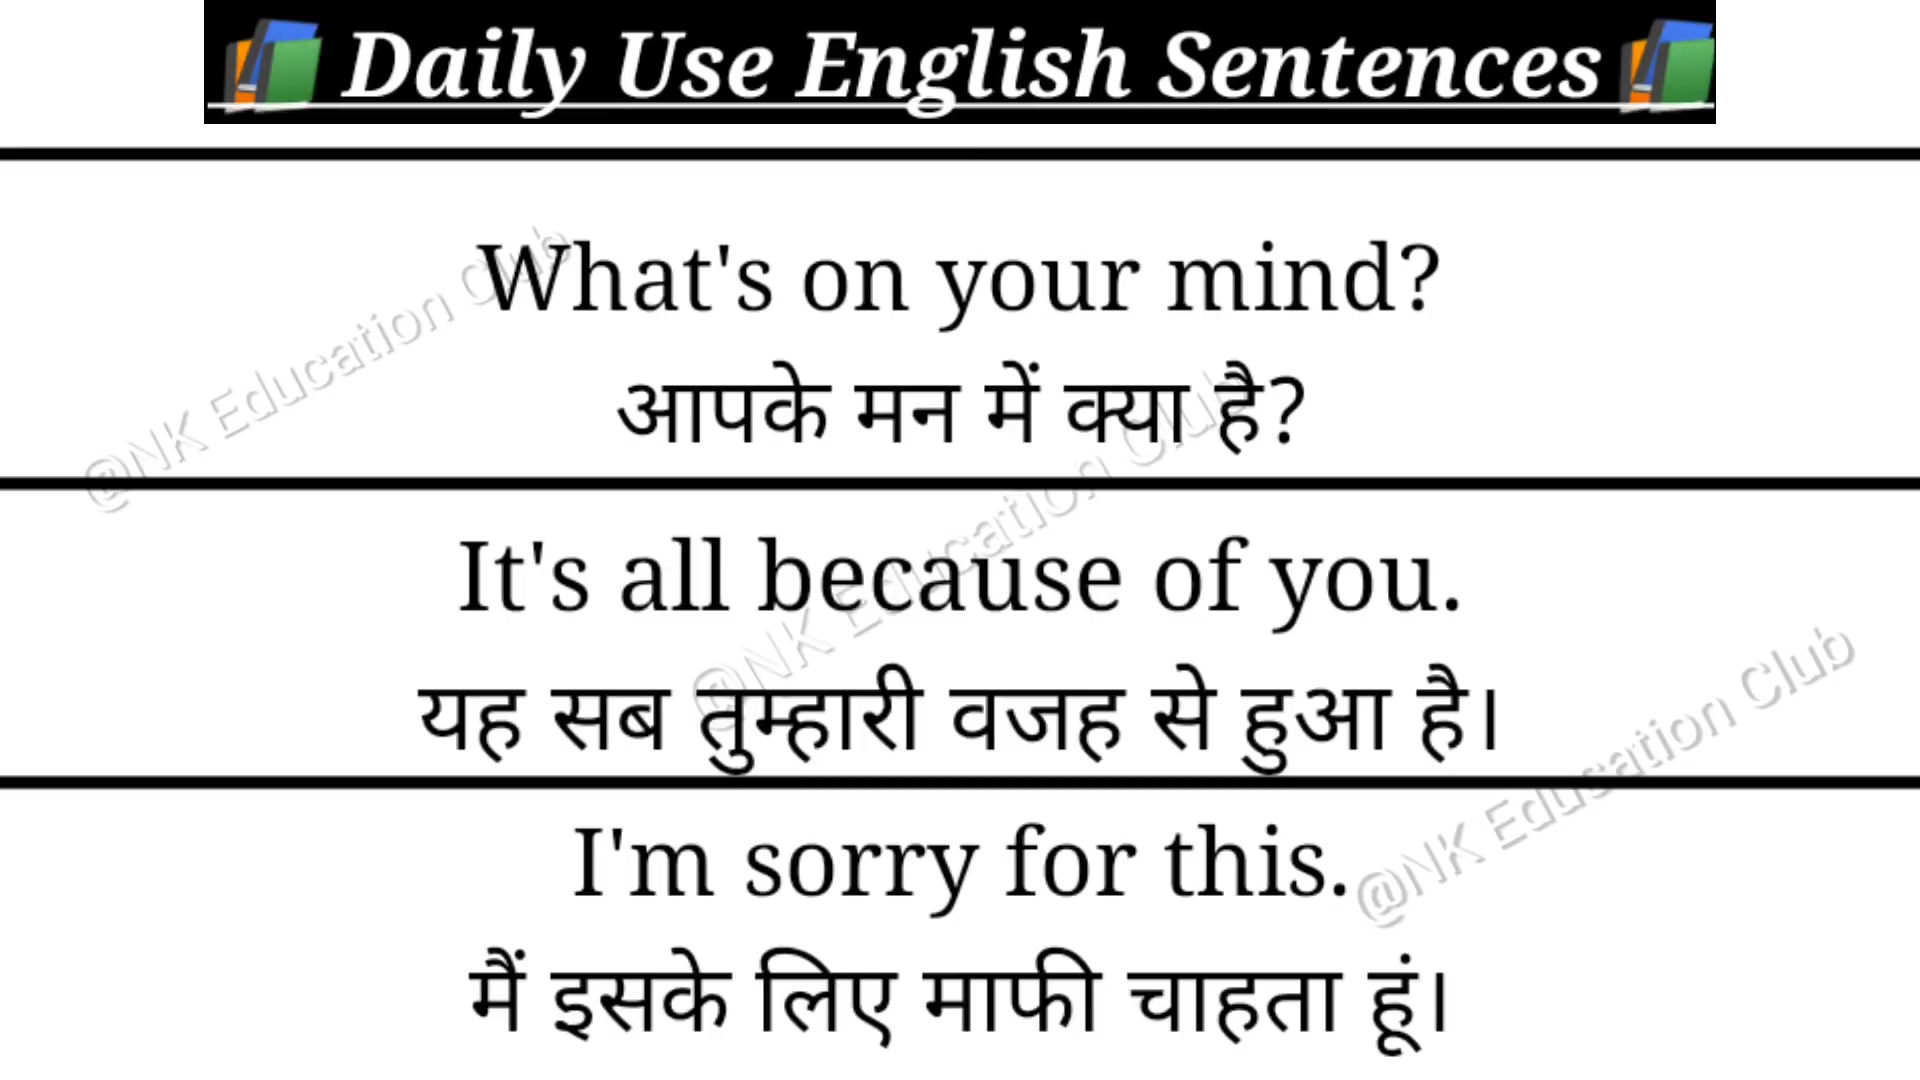 Daily Use English Sentences
What's on your mind?
आपके मन में क्या है?
It's all because of you.
यह सब तुम्हारी वजह से हुआ है।
I'm sorry for this.
मैं इसके लिए माफी चाहता हूं।
@NK Education Club
@NK Education Club
@NK Education Club